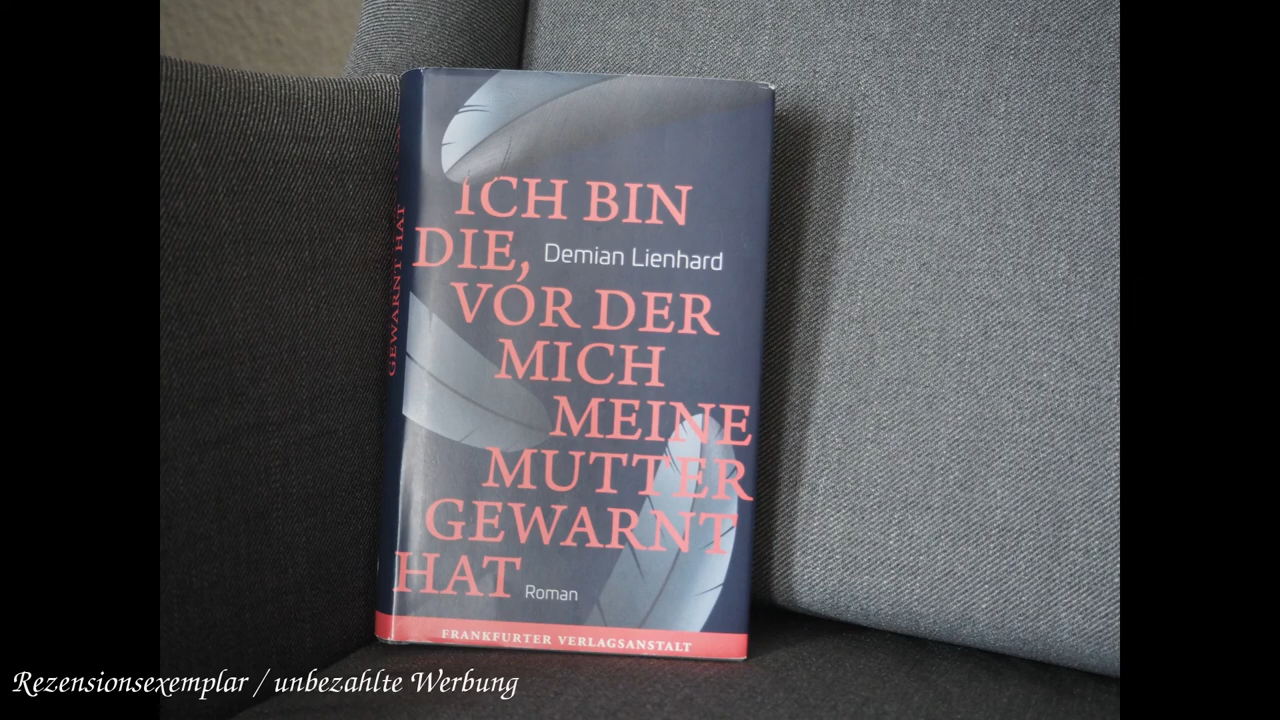 ICH BIN
DIE, Demian Lienhard
VOR DER
MICH
MEINE
MUTTER
GEWARNT
HAT Roman
FRANKFURTER VERLAGSANSTALT
GEWARNT HAT
Rezensionsexemplar / unbezahlte Werbung